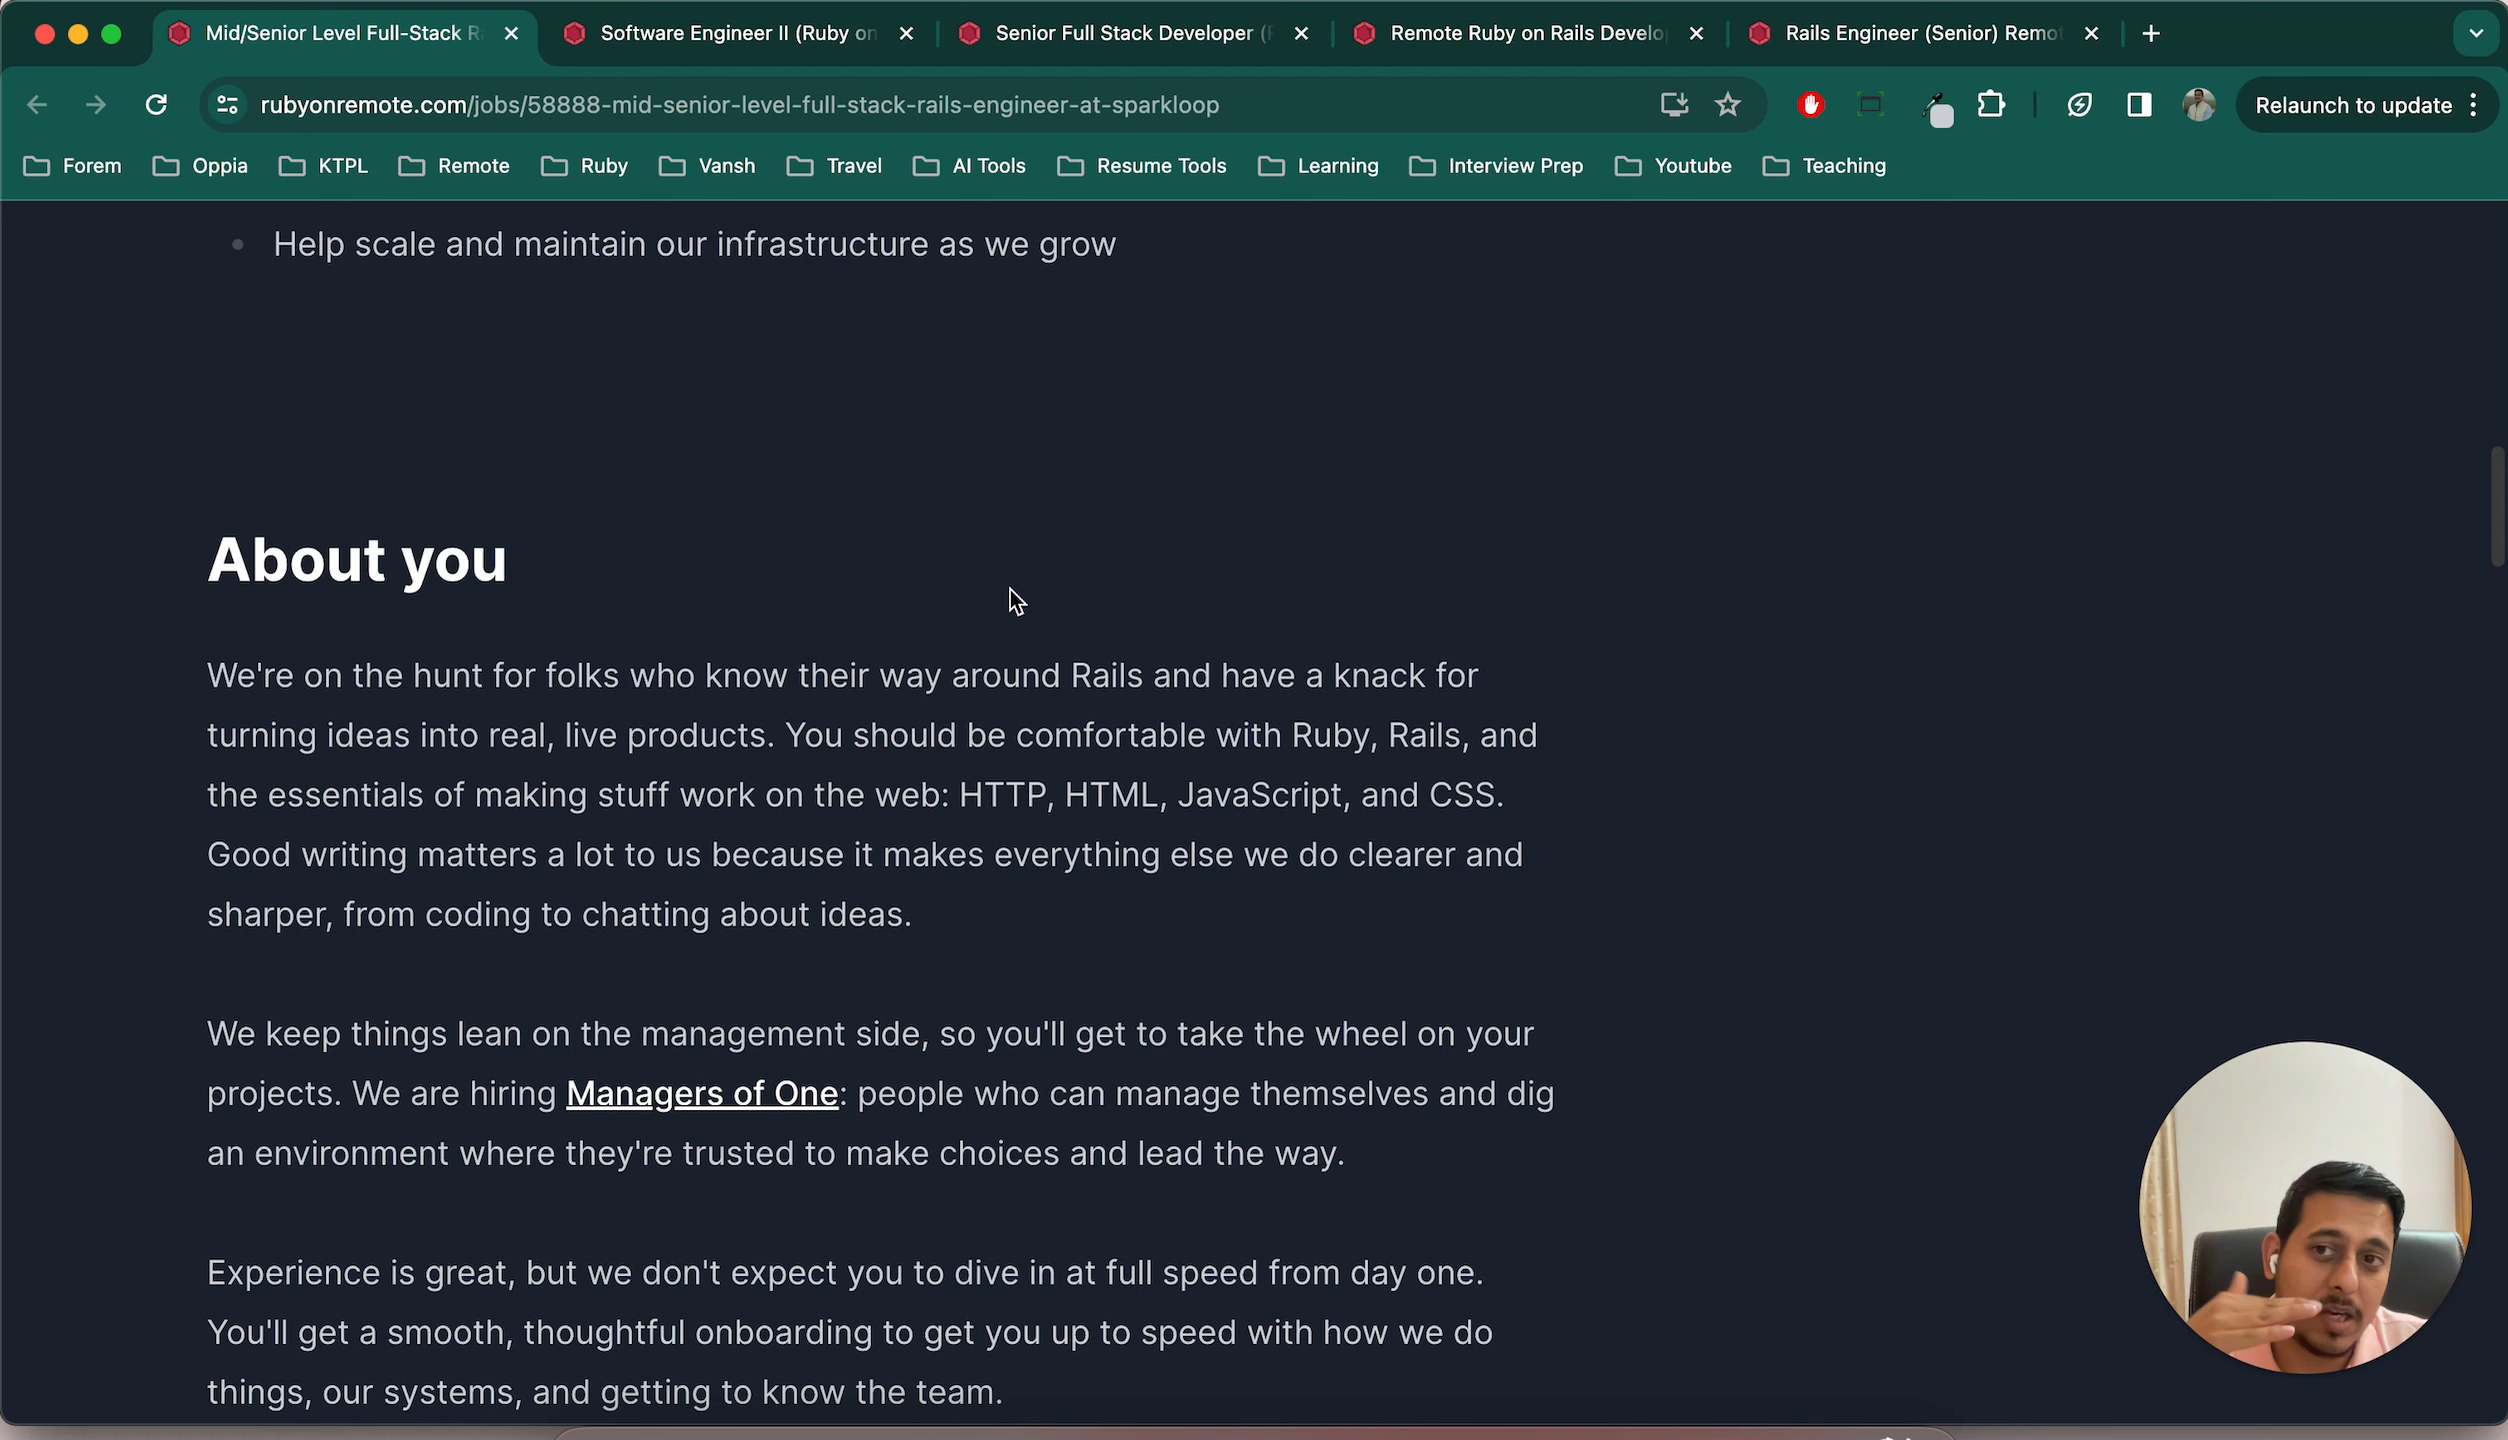 Mid/Senior Level Full-Stack R
Software Engineer II (Ruby on
Senior Full Stack Developer (
Remote Ruby on Rails Develo
Rails Engineer (Senior) Remo
rubyonremote.com/jobs/58888-mid-senior-level-full-stack-rails-engineer-at-sparkloop
Relaunch to update
Forem
Oppia
KTPL
Remote
Ruby
Vansh
Travel
AI Tools
Resume Tools
Learning
Interview Prep
Youtube
Teaching
Help scale and maintain our infrastructure as we grow
About you
We're on the hunt for folks who know their way around Rails and have a knack for
turning ideas into real, live products. You should be comfortable with Ruby, Rails, and
the essentials of making stuff work on the web: HTTP, HTML, JavaScript, and CSS.
Good writing matters a lot to us because it makes everything else we do clearer and
sharper, from coding to chatting about ideas.
We keep things lean on the management side, so you'll get to take the wheel on your
projects. We are hiring Managers of One: people who can manage themselves and dig
an environment where they're trusted to make choices and lead the way.
Experience is great, but we don't expect you to dive in at full speed from day one.
You'll get a smooth, thoughtful onboarding to get you up to speed with how we do
things, our systems, and getting to know the team.